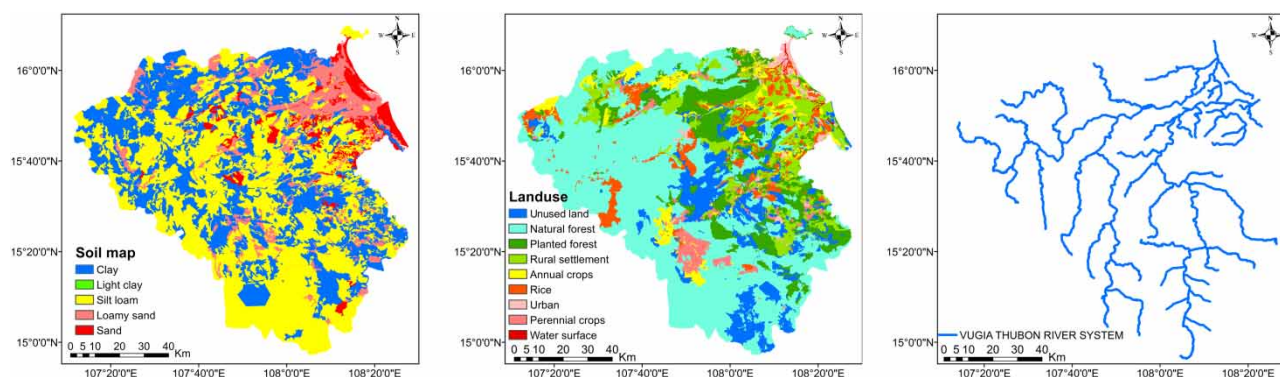 N
W E
S
16°0'0"N
15°40'0"N
15°20'0"N
15°0'0"N
Soil map
Clay
Light clay
Silt loam
Loamy sand
Sand
0 5 10 20 30 40
Km
107°20'0"E 107°40'0"E 108°0'0"E 108°20'0"E
N
W E
S
16°0'0"N
15°40'0"N
15°20'0"N
15°0'0"N
Landuse
Unused land
Natural forest
Planted forest
Rural settlement
Annual crops
Rice
Urban
Perennial crops
Water surface
0 5 10 20 30 40
Km
107°20'0"E 107°40'0"E 108°0'0"E 108°20'0"E
N
W E
S
16°0'0"N
15°40'0"N
15°20'0"N
15°0'0"N
VUGIA THUBON RIVER SYSTEM
0 5 10 20 30 40
Km
107°20'0"E 107°40'0"E 108°0'0"E 108°20'0"E